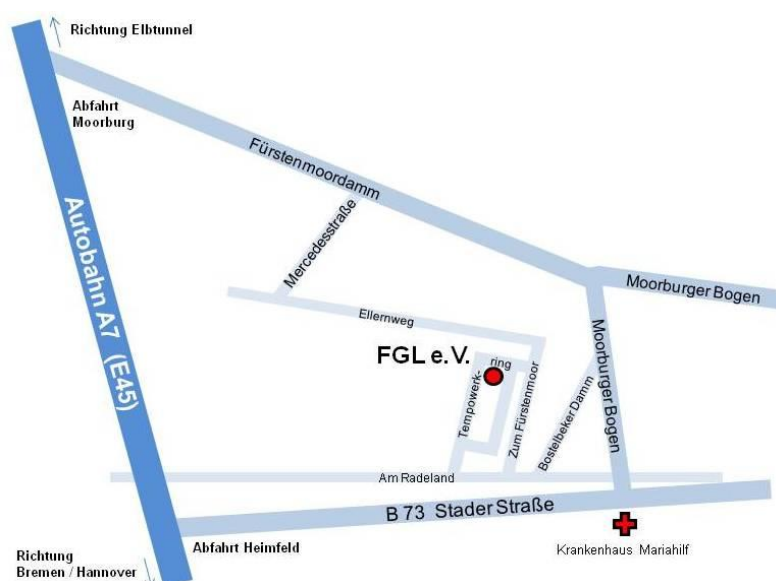 Richtung Elbtunnel
Abfahrt
Moorburg
Fürstenmoordamm
Mercedesstraße
Autobahn A7 (E45)
Moorburger Bogen
Ellernweg
Moorburger Bogen
FGL e.V.
Tempowerk-
ring
Zum Fürstenmoor
Bostelbeker Damm
Am Radeland
B 73 Stader Straße
Abfahrt Heimfeld
Richtung
Bremen / Hannover
Krankenhaus Mariahilf